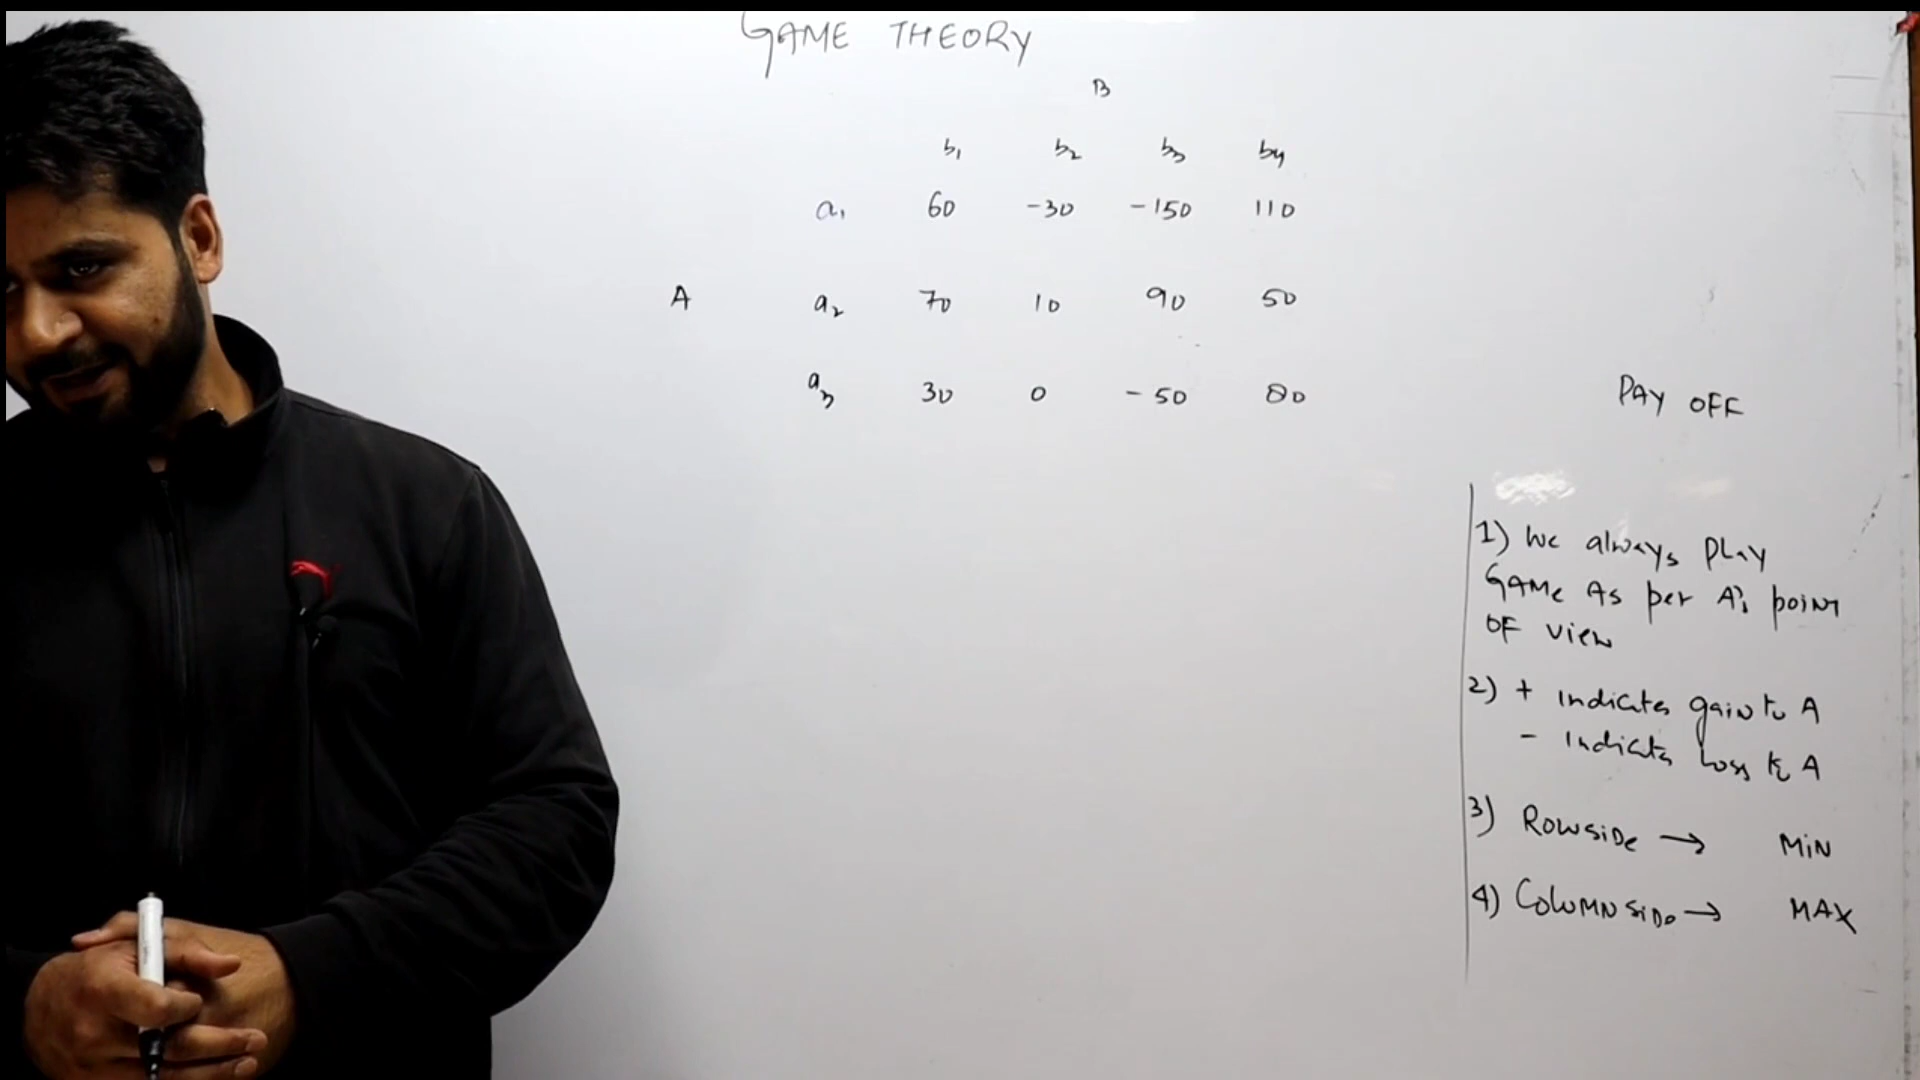 GAME THEORY
B
b1 b2 b3 b4
a1 60 -30 -150 110
A a2 70 10 90 50
a3 30 0 -50 80
PAY OFF
1) We always play
GAME As per A's point
OF view
2) + indicates gain to A
- Indicates Loss to A
3) Rowside → MIN
4) Column side → MAX